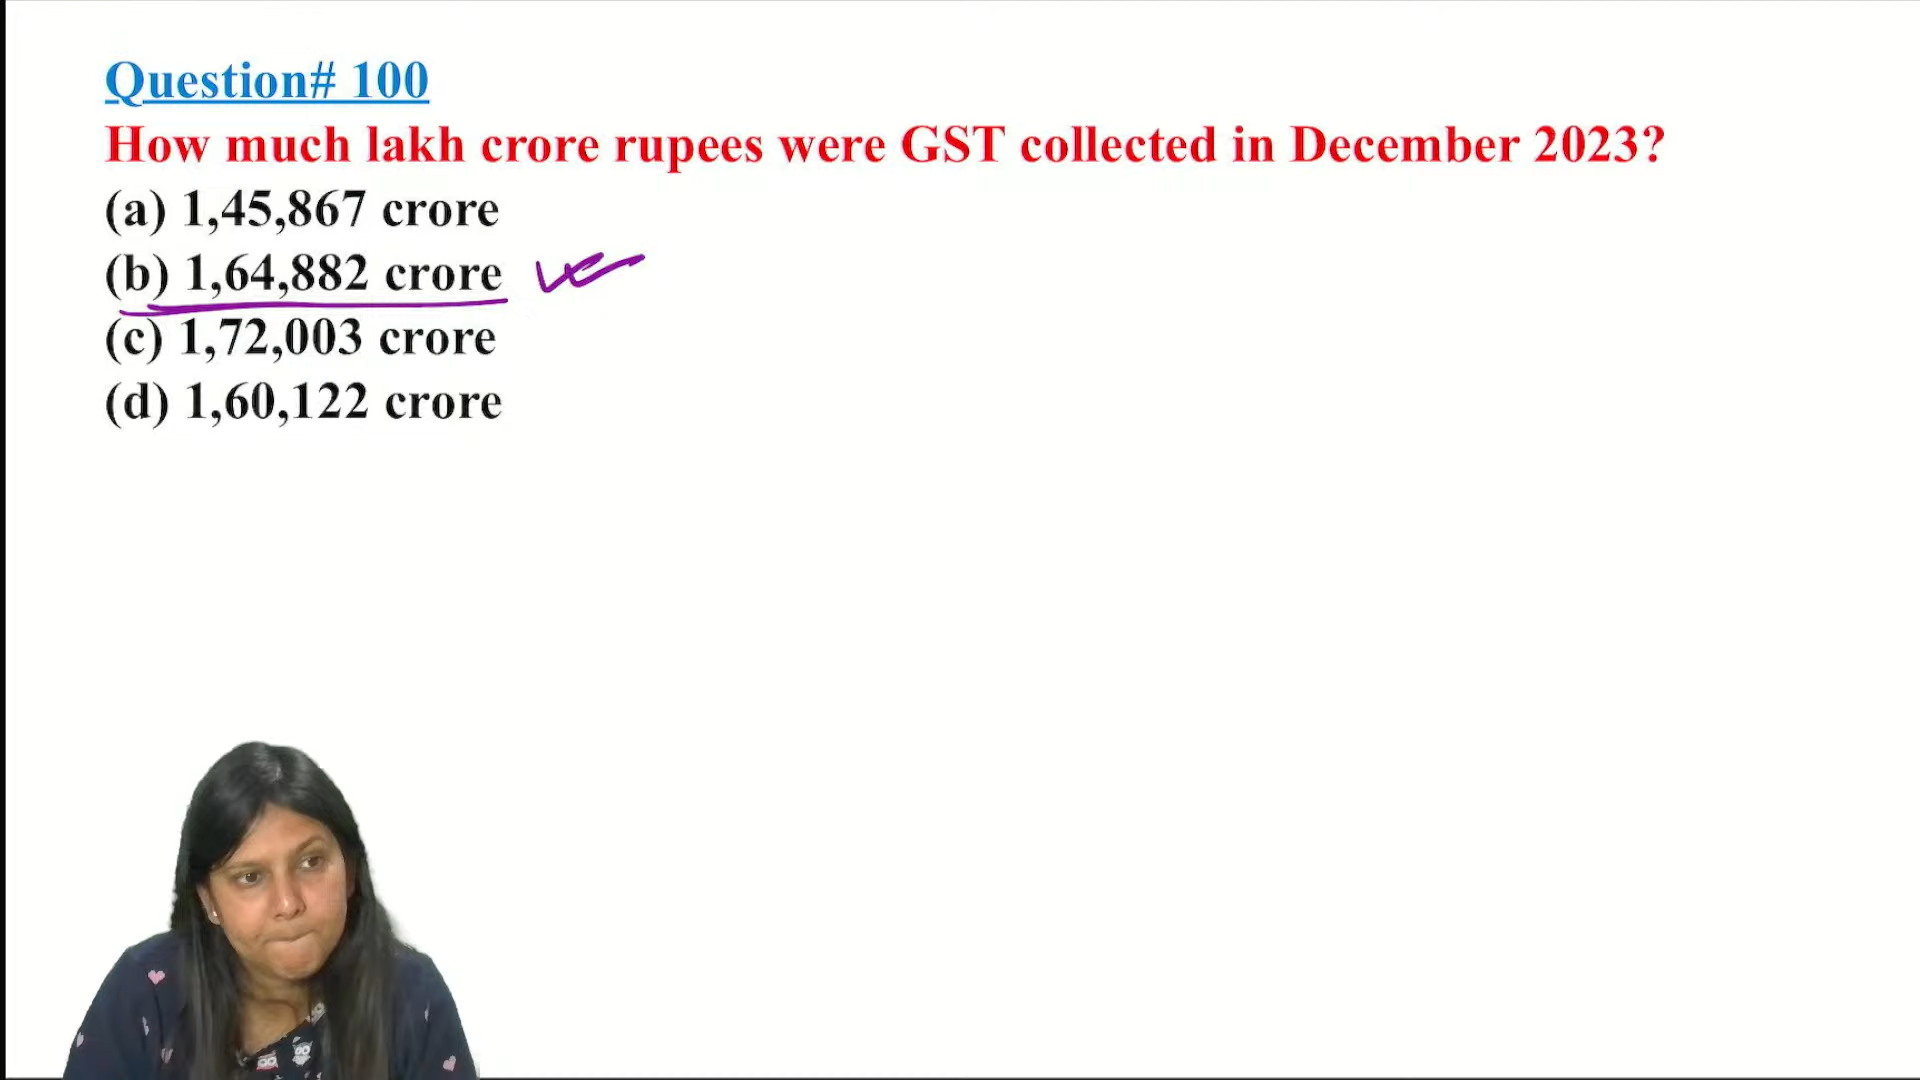 Question# 100
How much lakh crore rupees were GST collected in December 2023?
(a) 1,45,867 crore
(b) 1,64,882 crore
(c) 1,72,003 crore
(d) 1,60,122 crore